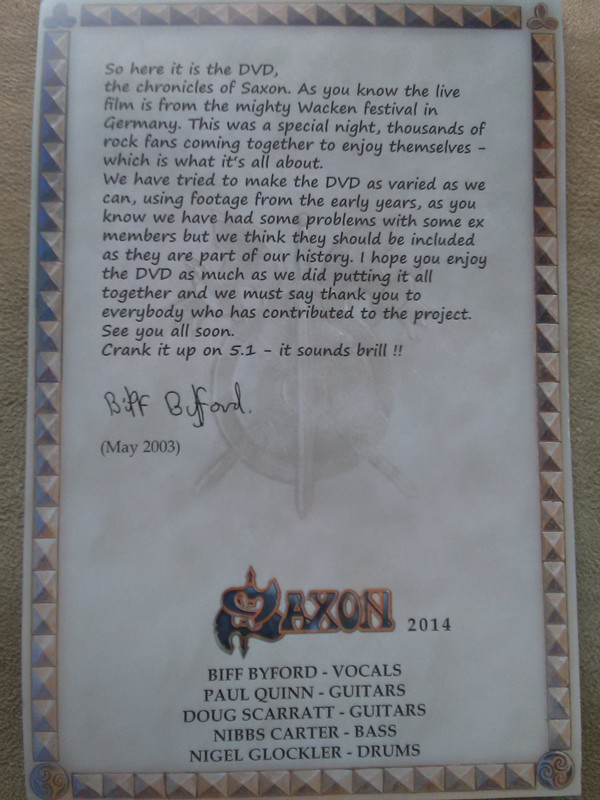 So here it is the DVD,
the chronicles of Saxon. As you know the live
film is from the mighty Wacken festival in
Germany. This was a special night, thousands of
rock fans coming together to enjoy themselves -
which is what it's all about.
We have tried to make the DVD as varied as we
can, using footage from the early years, as you
know we have had some problems with some ex
members but we think they should be included
as they are part of our history. I hope you enjoy
the DVD as much as we did putting it all
together and we must say thank you to
everybody who has contributed to the project.
See you all soon.
Crank it up on 5.1 - it sounds brill !!
Biff Byford.
(May 2003)
SAXON 2014
BIFF BYFORD - VOCALS
PAUL QUINN - GUITARS
DOUG SCARRATT - GUITARS
NIBBS CARTER - BASS
NIGEL GLOCKLER - DRUMS